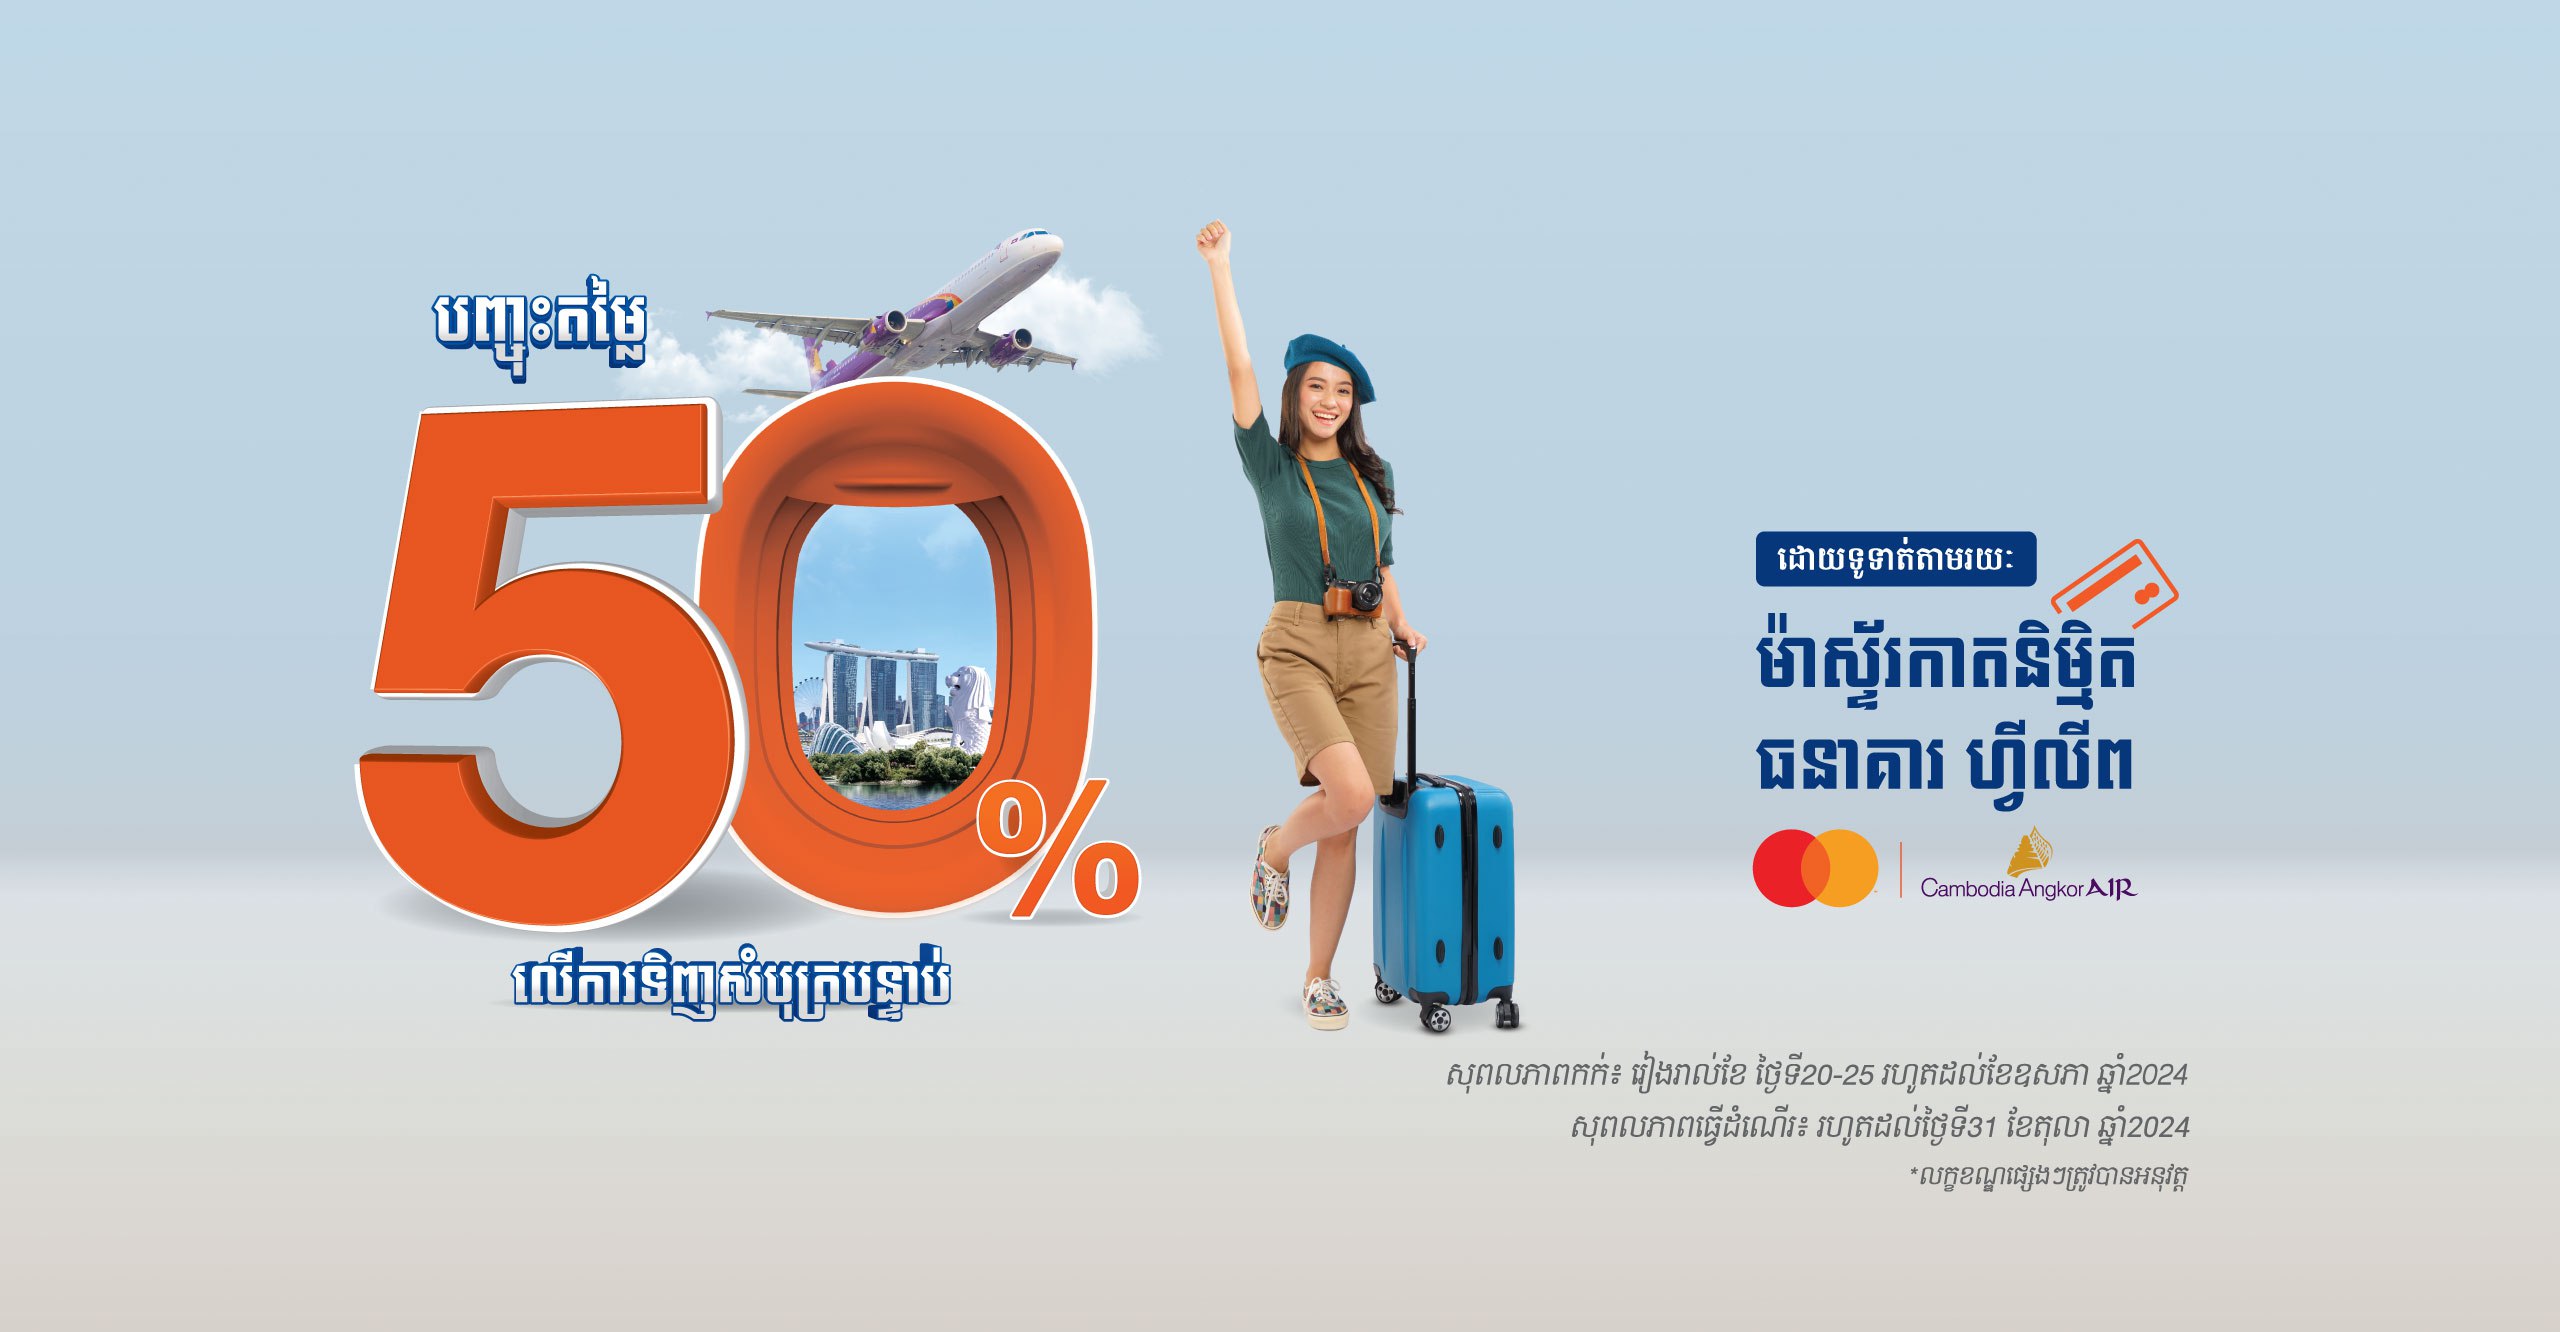 បញ្ចុះតម្លៃ
50%
លើការទិញសំបុត្របន្ទាប់
ដោយទូទាត់តាមរយៈ
ម៉ាស្ទ័រកាតនិម្មិត
ធនាគារ ហ្វីលីព
Cambodia Angkor AIR
សុពលភាពកក់៖ រៀងរាល់ខែ ថ្ងៃទី20-25 រហូតដល់ខែឧសភា ឆ្នាំ2024
សុពលភាពធ្វើដំណើរ៖ រហូតដល់ថ្ងៃទី31 ខែតុលា ឆ្នាំ2024
*លក្ខខណ្ឌផ្សេងៗត្រូវបានអនុវត្ត